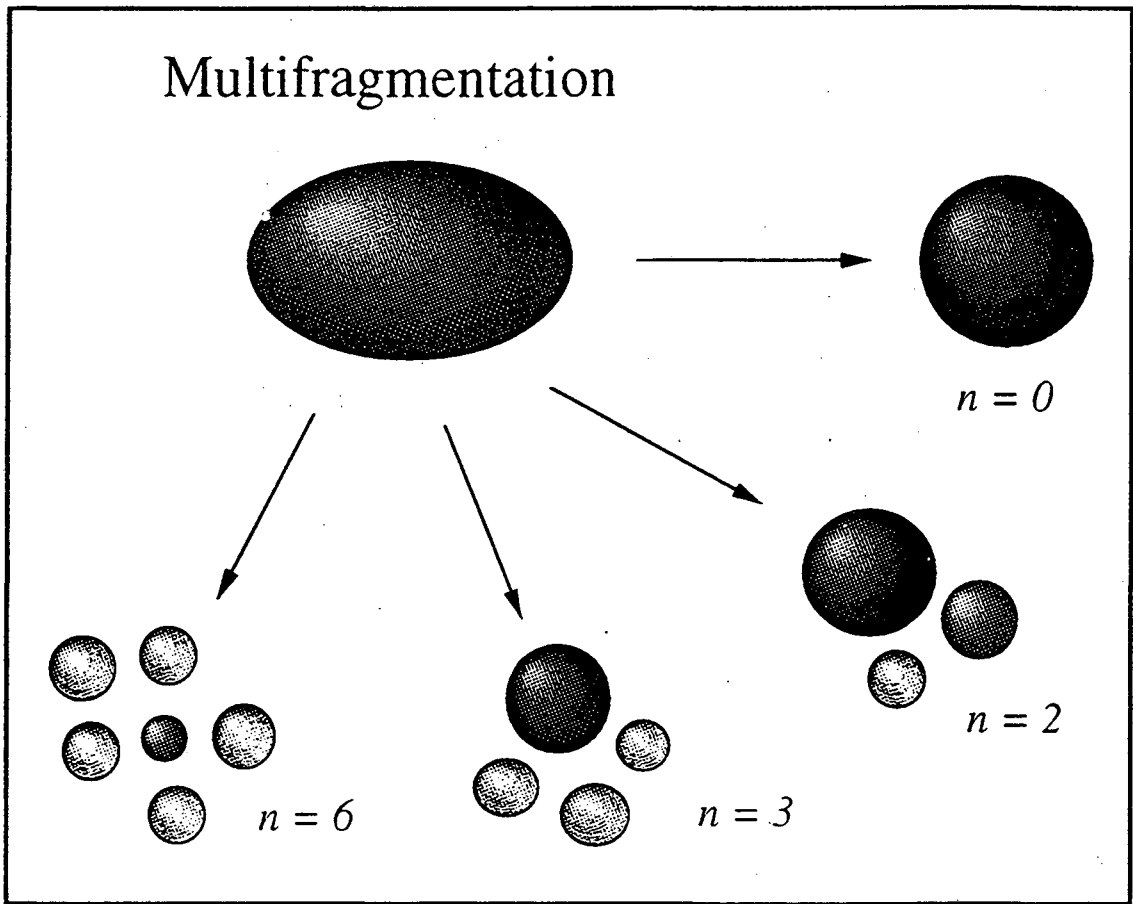 Multifragmentation
n = 0
n = 2
n = 6
n = 3